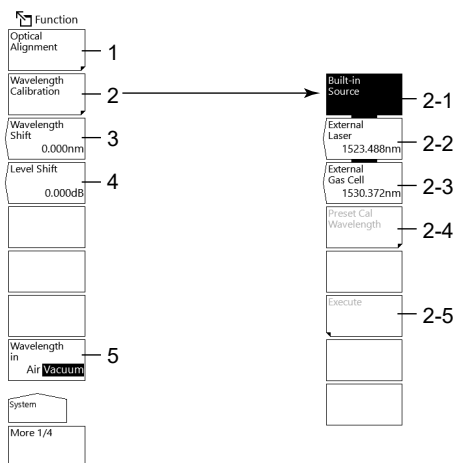 Function
Optical
Alignment
1
Wavelength
Calibration
2
Wavelength
Shift
0.000nm
3
Level Shift
0.000dB
4
Wavelength
in
Air Vacuum
5
System
More 1/4
Built-in
Source
2-1
External
Laser
1523.488nm
2-2
External
Gas Cell
1530.372nm
2-3
Preset Cal
Wavelength
2-4
Execute
2-5